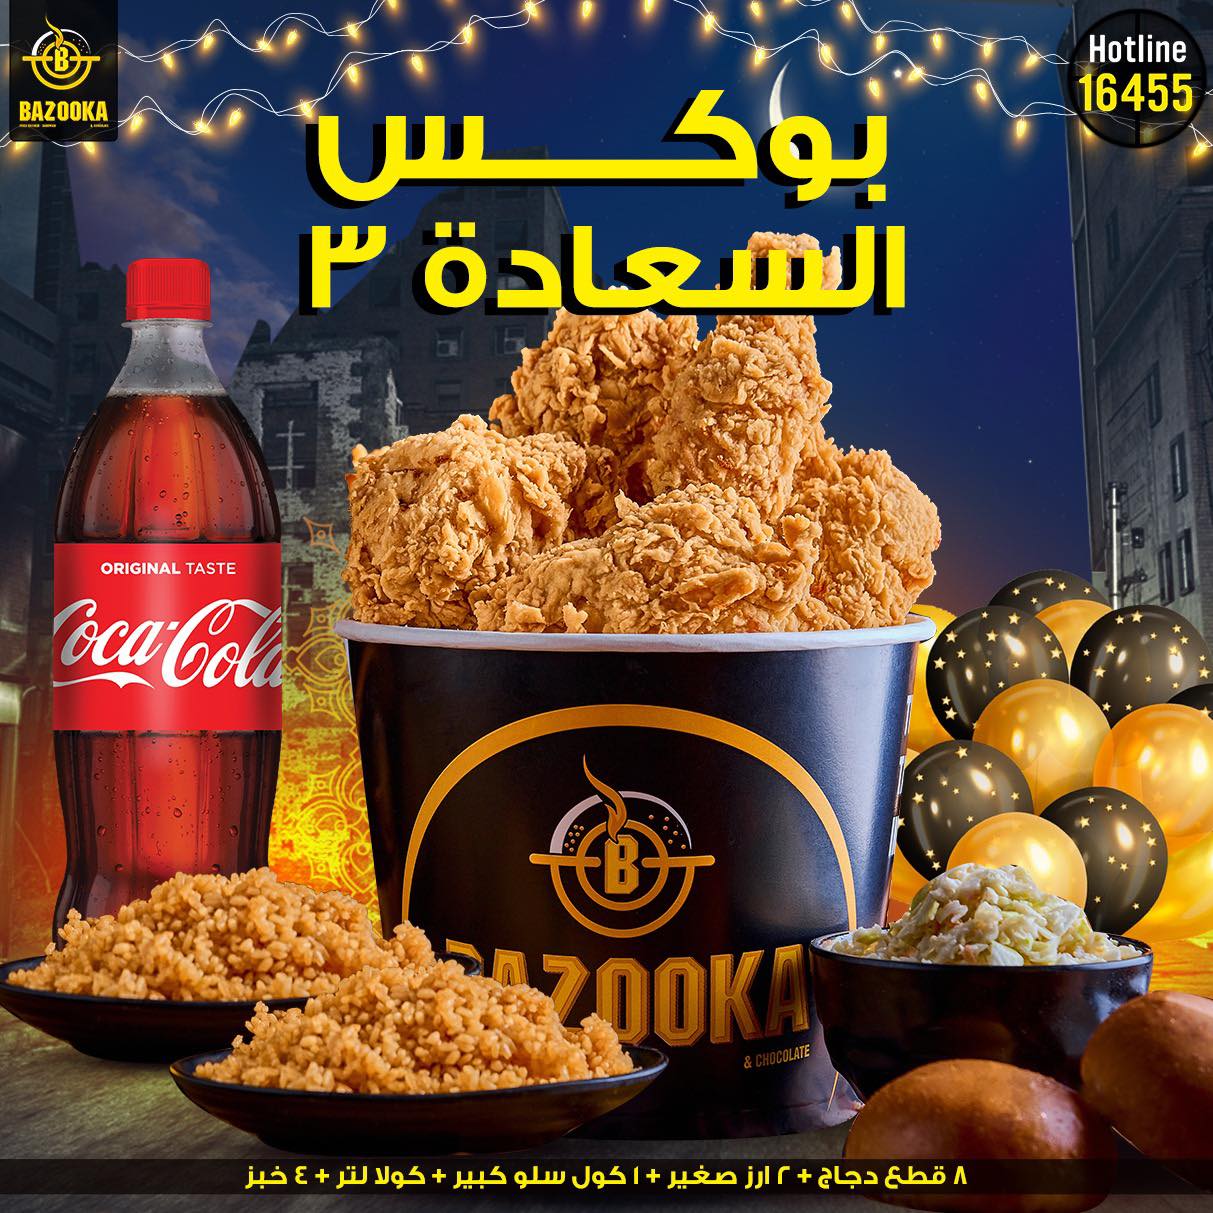 BAZOOKA
Hotline
16455
بوكس
السعادة ٣
ORIGINAL TASTE
Coca-Cola
B
BAZOOKA
& CHOCOLATE
٨ قطع دجاج + ٢ ارز صغير + ١ كول سلو كبير + كولا لتر + ٤ خبز